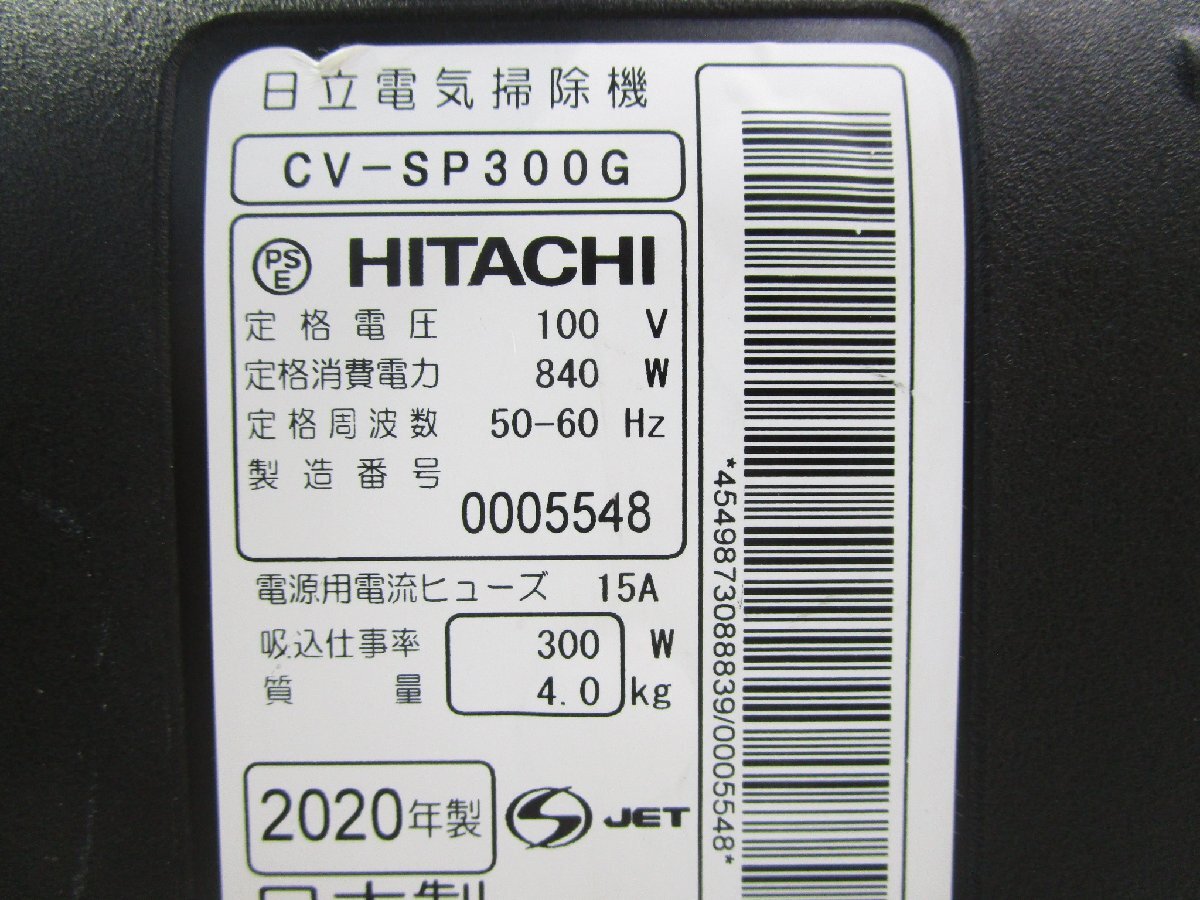 日立電気掃除機
CV-SP300G
PS
E
HITACHI
定格電圧 100 V
定格消費電力 840 W
定格周波数 50-60 Hz
製造番号
0005548
電源用電流ヒューズ 15A
吸込仕事率 300 W
質量 4.0 kg
2020年製
JET
日本製
*4549873088839/0005548*